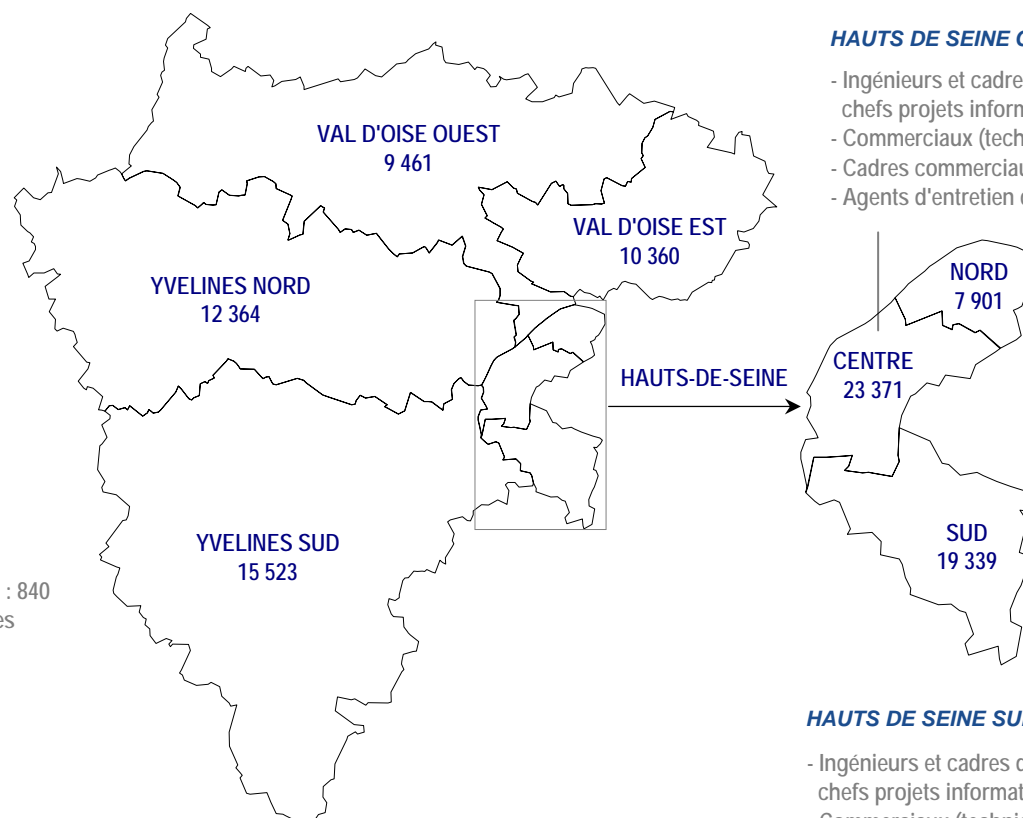 HAUTS DE SEINE
- Ingénieurs et cadre
chefs projets inform
- Commerciaux (tech
- Cadres commerciau
- Agents d'entretien
VAL D'OISE OUEST
9 461
VAL D'OISE EST
10 360
YVELINES NORD
12 364
NORD
7 901
CENTRE
23 371
HAUTS-DE-SEINE
YVELINES SUD
15 523
SUD
19 339
: 840
es
HAUTS DE SEINE SU
- Ingénieurs et cadres d
chefs projets informat
- Commerciaux (techni